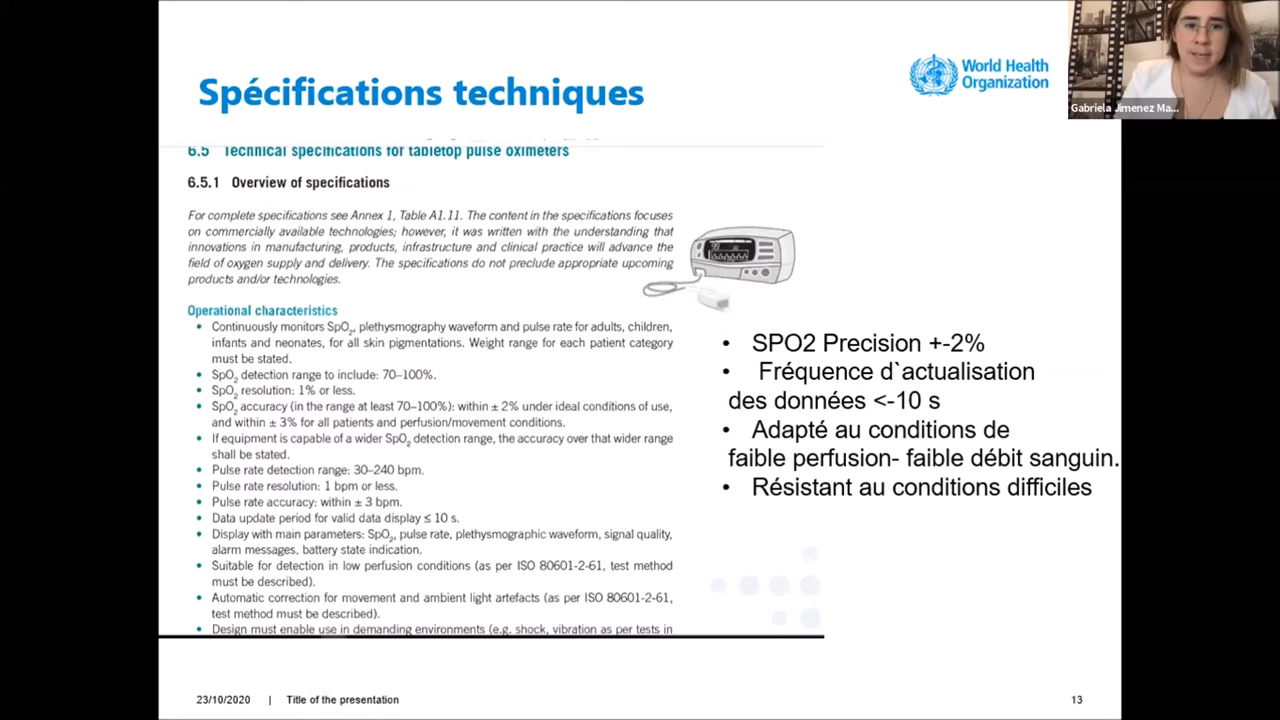 Spécifications techniques
World Health
Organization
Gabriela Jimenez Ma...
6.5 Technical specifications for tabletop pulse oximeters
6.5.1 Overview of specifications
For complete specifications see Annex 1, Table A1.11. The content in the specifications focuses
on commercially available technologies; however, it was written with the understanding that
innovations in manufacturing, products, infrastructure and clinical practice will advance the
field of oxygen supply and delivery. The specifications do not preclude appropriate upcoming
products and/or technologies.
Operational characteristics
• Continuously monitors SpO₂, plethysmography waveform and pulse rate for adults, children,
infants and neonates, for all skin pigmentations. Weight range for each patient category
must be stated.
• SpO₂ detection range to include: 70–100%.
• SpO₂ resolution: 1% or less.
• SpO₂ accuracy (in the range at least 70–100%): within ± 2% under ideal conditions of use,
and within ± 3% for all patients and perfusion/movement conditions.
• If equipment is capable of a wider SpO₂ detection range, the accuracy over that wider range
shall be stated.
• Pulse rate detection range: 30–240 bpm.
• Pulse rate resolution: 1 bpm or less.
• Pulse rate accuracy: within ± 3 bpm.
• Data update period for valid data display ≤ 10 s.
• Display with main parameters: SpO₂, pulse rate, plethysmographic waveform, signal quality,
alarm messages, battery state indication.
• Suitable for detection in low perfusion conditions (as per ISO 80601-2-61, test method
must be described).
• Automatic correction for movement and ambient light artefacts (as per ISO 80601-2-61,
test method must be described).
• Design must enable use in demanding environments (e.g. shock, vibration as per tests in
• SPO2 Precision +-2%
• Fréquence d`actualisation
des données <-10 s
• Adapté au conditions de
faible perfusion- faible débit sanguin.
• Résistant au conditions difficiles
23/10/2020 | Title of the presentation
13